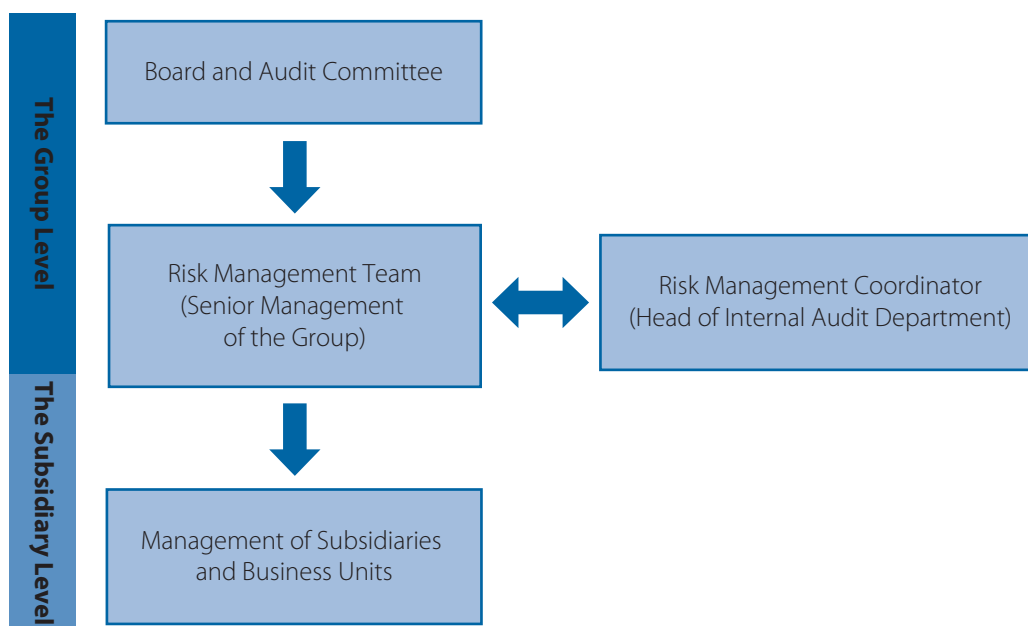 The Group Level
Board and Audit Committee
Risk Management Team
(Senior Management
of the Group)
Risk Management Coordinator
(Head of Internal Audit Department)
The Subsidiary Level
Management of Subsidiaries
and Business Units